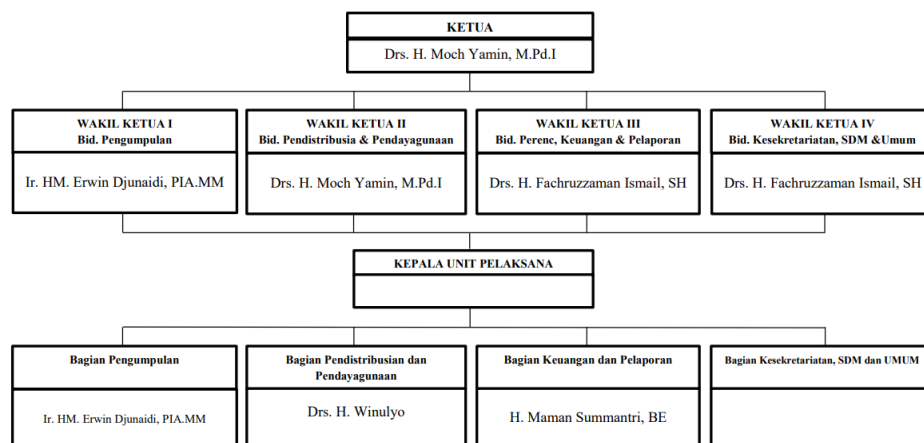 KETUA
Drs. H. Moch Yamin, M.Pd.I
WAKIL KETUA I
Bid. Pengumpulan
Ir. HM. Erwin Djunaidi, PIA.MM
WAKIL KETUA II
Bid. Pendistribusia & Pendayagunaan
Drs. H. Moch Yamin, M.Pd.I
WAKIL KETUA III
Bid. Perenc, Keuangan & Pelaporan
Drs. H. Fachruzzaman Ismail, SH
WAKIL KETUA IV
Bid. Kesekretariatan, SDM &Umum
Drs. H. Fachruzzaman Ismail, SH
KEPALA UNIT PELAKSANA
Bagian Pengumpulan
Ir. HM. Erwin Djunaidi, PIA.MM
Bagian Pendistribusian dan
Pendayagunaan
Drs. H. Winulyo
Bagian Keuangan dan Pelaporan
H. Maman Summantri, BE
Bagian Kesekretariatan, SDM dan UMUM